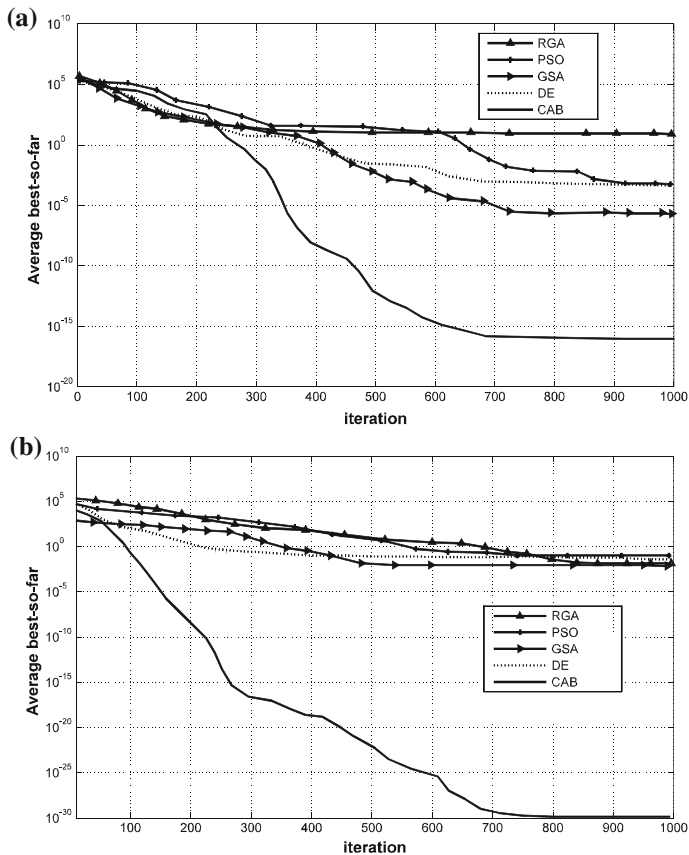 (a)
10^10
10^5
10^0
10^-5
10^-10
10^-15
10^-20
Average best-so-far
RGA
PSO
GSA
DE
CAB
0 100 200 300 400 500 600 700 800 900 1000
iteration
(b)
10^10
10^5
10^0
10^-5
10^-10
10^-15
10^-20
10^-25
10^-30
Average best-so-far
RGA
PSO
GSA
DE
CAB
100 200 300 400 500 600 700 800 900 1000
iteration